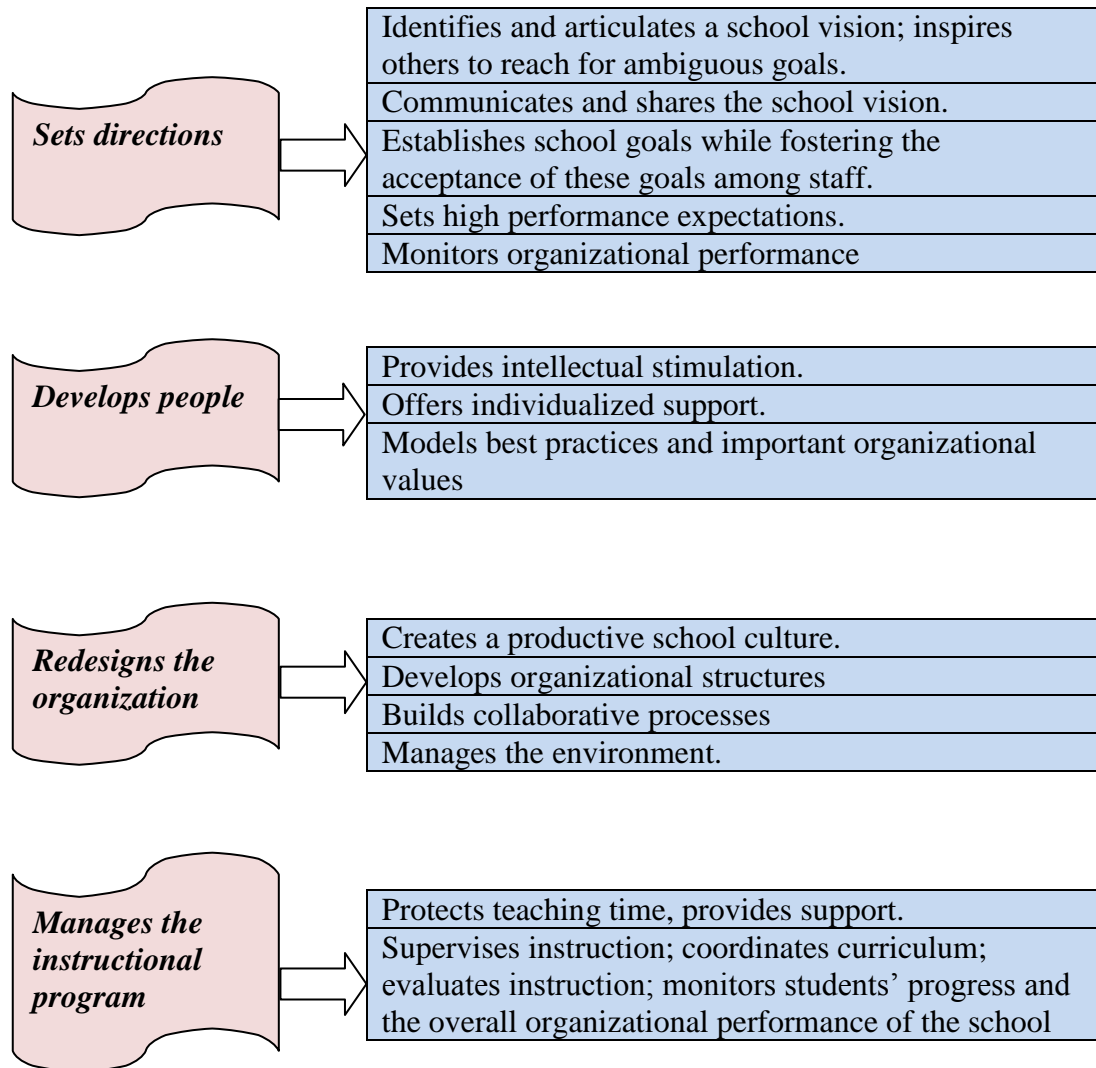 Sets directions
Identifies and articulates a school vision; inspires
others to reach for ambiguous goals.
Communicates and shares the school vision.
Establishes school goals while fostering the
acceptance of these goals among staff.
Sets high performance expectations.
Monitors organizational performance
Develops people
Provides intellectual stimulation.
Offers individualized support.
Models best practices and important organizational
values
Redesigns the
organization
Creates a productive school culture.
Develops organizational structures
Builds collaborative processes
Manages the environment.
Manages the
instructional
program
Protects teaching time, provides support.
Supervises instruction; coordinates curriculum;
evaluates instruction; monitors students’ progress and
the overall organizational performance of the school